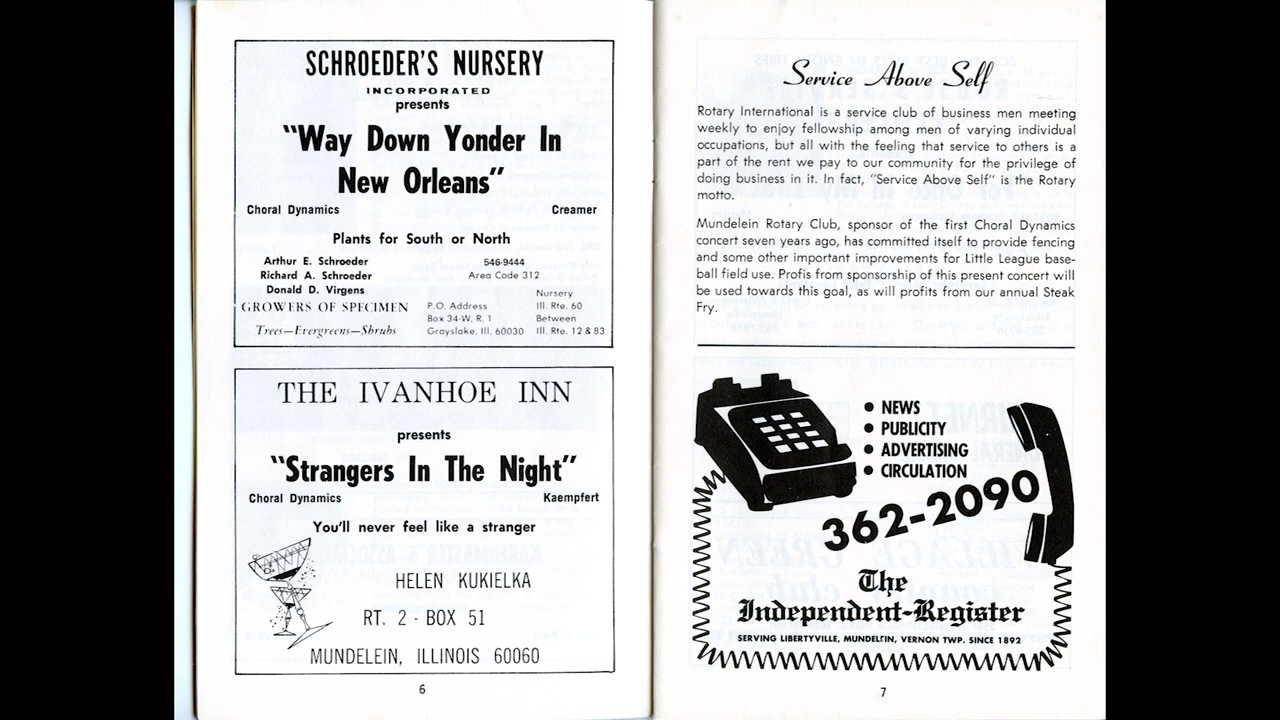 SCHROEDER'S NURSERY
INCORPORATED
presents
"Way Down Yonder In
New Orleans"
Choral Dynamics Creamer
Plants for South or North
Arthur E. Schroeder 546-9444
Richard A. Schroeder Area Code 312
Donald D. Virgens
GROWERS OF SPECIMEN
Trees—Evergreens—Shrubs
P.O. Address
Box 34-W, R. 1
Grayslake, Ill. 60030
Nursery
Ill. Rte. 60
Between
Ill. Rte. 12 & 83
THE IVANHOE INN
presents
"Strangers In The Night"
Choral Dynamics Kaempfert
You'll never feel like a stranger
HELEN KUKIELKA
RT. 2 - BOX 51
MUNDELEIN, ILLINOIS 60060
6
Service Above Self
Rotary International is a service club of business men meeting
weekly to enjoy fellowship among men of varying individual
occupations, but all with the feeling that service to others is a
part of the rent we pay to our community for the privilege of
doing business in it. In fact, "Service Above Self" is the Rotary
motto.
Mundelein Rotary Club, sponsor of the first Choral Dynamics
concert seven years ago, has committed itself to provide fencing
and some other important improvements for Little League base-
ball field use. Profis from sponsorship of this present concert will
be used towards this goal, as will profits from our annual Steak
Fry.
• NEWS
• PUBLICITY
• ADVERTISING
• CIRCULATION
362-2090
The
Independent-Register
SERVING LIBERTYVILLE, MUNDELEIN, VERNON TWP. SINCE 1892
7